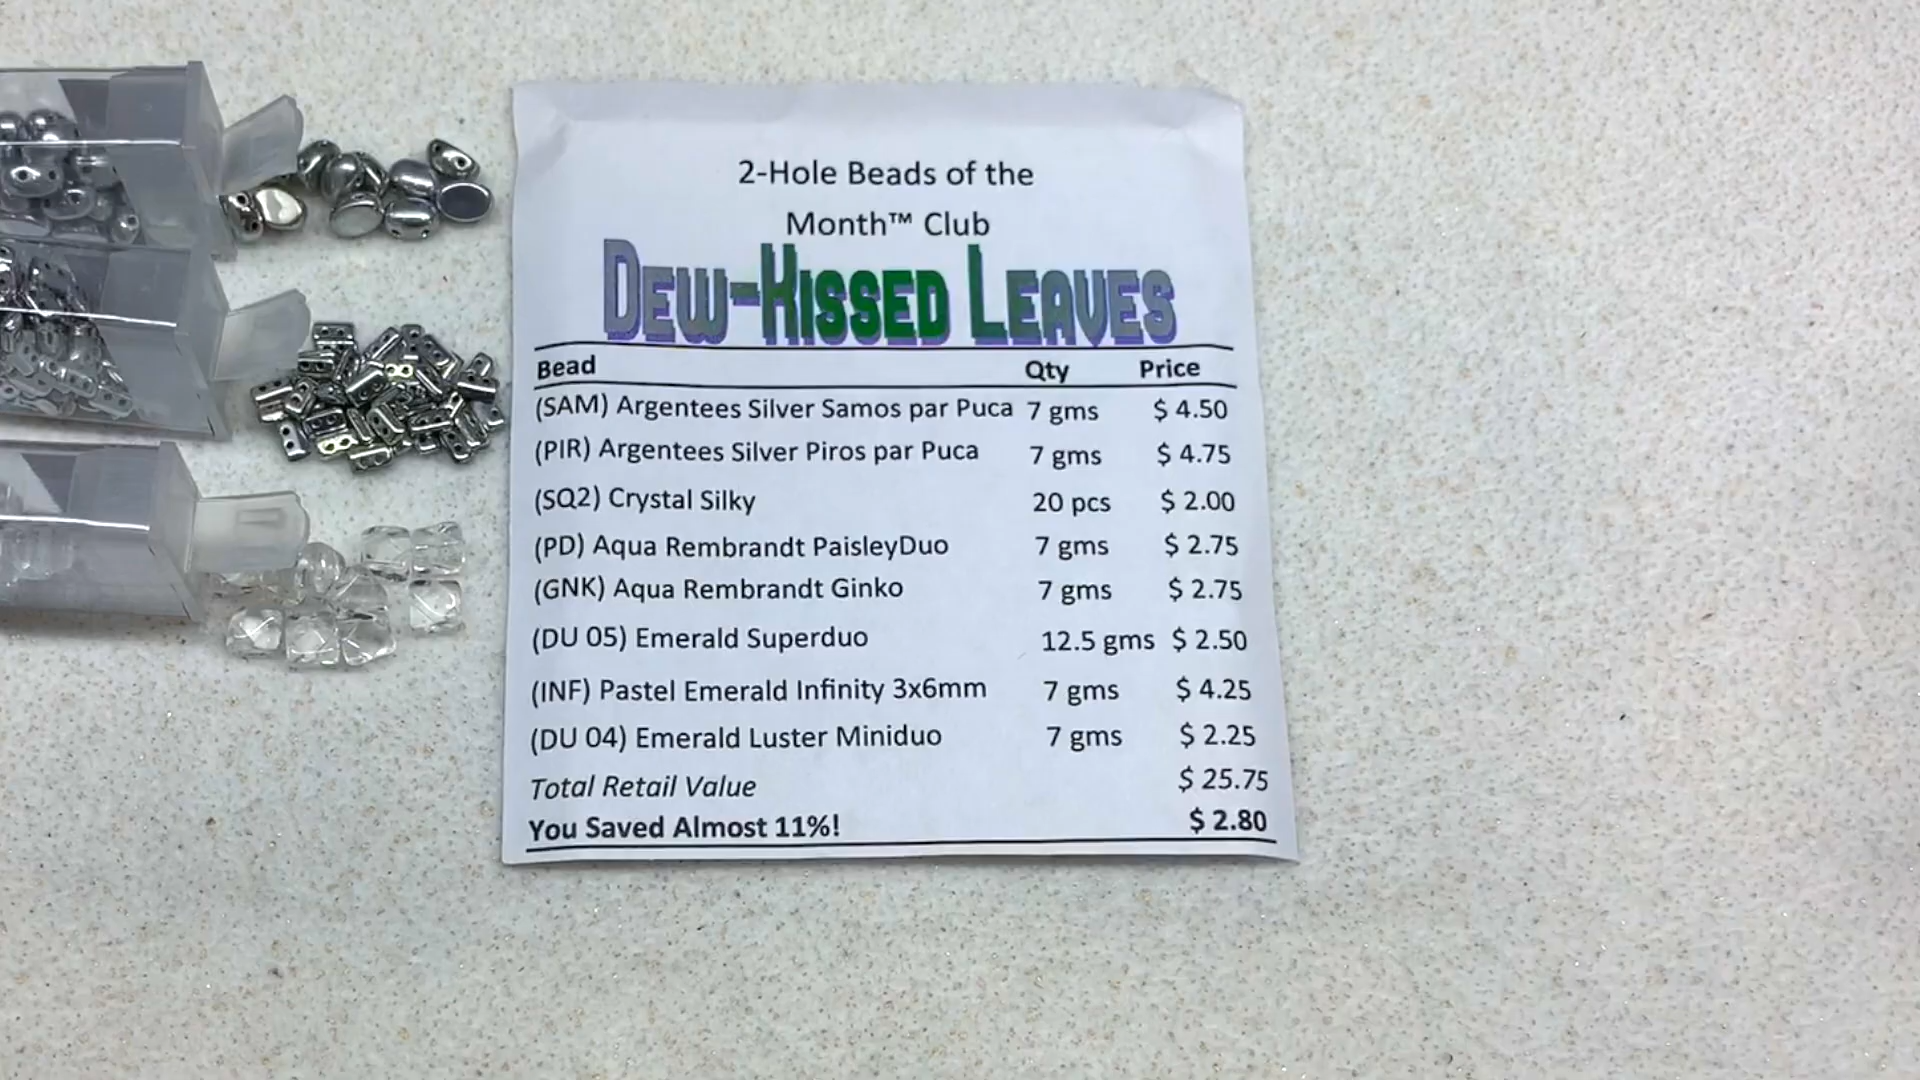 2-Hole Beads of the
Month™ Club
DEW-KISSED LEAVES
Bead Qty Price
(SAM) Argentees Silver Samos par Puca 7 gms $ 4.50
(PIR) Argentees Silver Piros par Puca 7 gms $ 4.75
(SQ2) Crystal Silky 20 pcs $ 2.00
(PD) Aqua Rembrandt PaisleyDuo 7 gms $ 2.75
(GNK) Aqua Rembrandt Ginko 7 gms $ 2.75
(DU 05) Emerald Superduo 12.5 gms $ 2.50
(INF) Pastel Emerald Infinity 3x6mm 7 gms $ 4.25
(DU 04) Emerald Luster Miniduo 7 gms $ 2.25
Total Retail Value $ 25.75
You Saved Almost 11%! $ 2.80